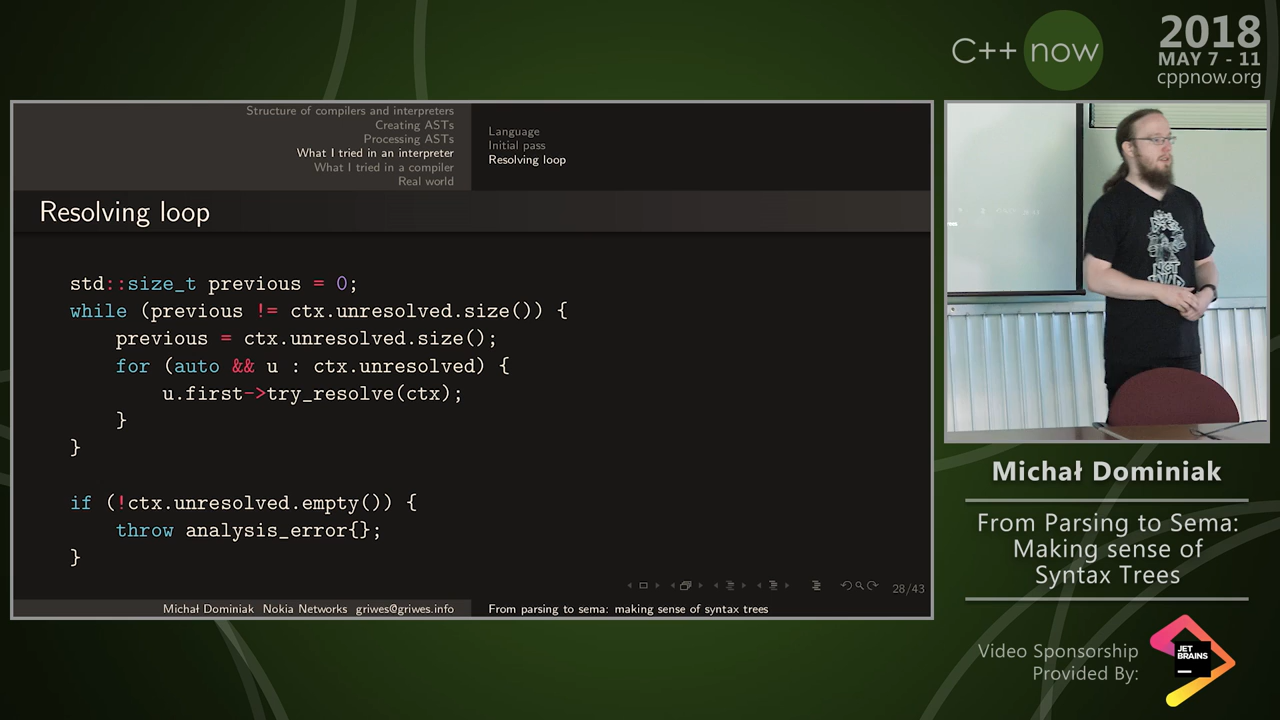 C++ now
2018
MAY 7 - 11
cppnow.org
Structure of compilers and interpreters
Creating ASTs
Processing ASTs
What I tried in an interpreter
What I tried in a compiler
Real world
Language
Initial pass
Resolving loop
Resolving loop
std::size_t previous = 0;
while (previous != ctx.unresolved.size()) {
    previous = ctx.unresolved.size();
    for (auto && u : ctx.unresolved) {
        u.first->try_resolve(ctx);
    }
}
if (!ctx.unresolved.empty()) {
    throw analysis_error{};
}
28/43
Michał Dominiak Nokia Networks griwes@griwes.info
From parsing to sema: making sense of syntax trees
Michał Dominiak
From Parsing to Sema:
Making sense of
Syntax Trees
Video Sponsorship
Provided By:
JET
BRAINS